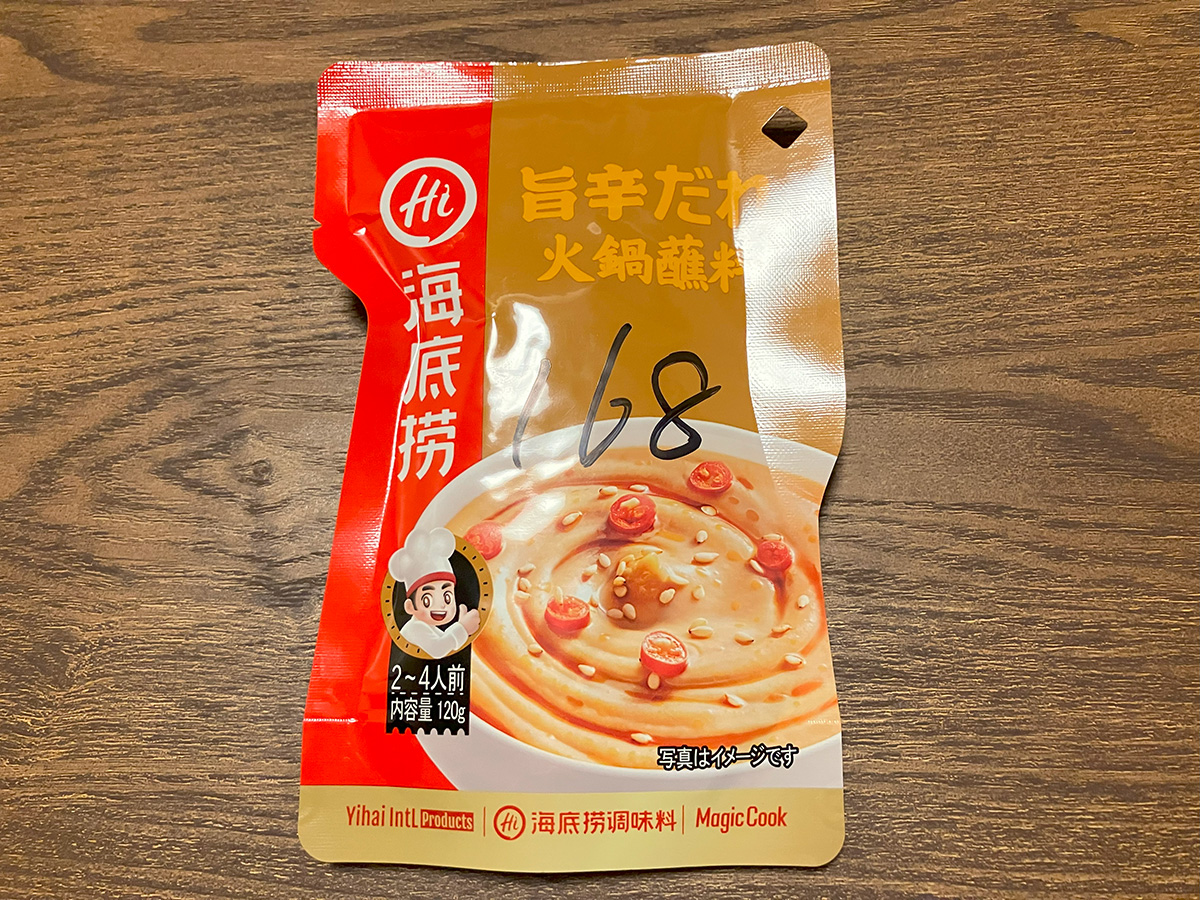 Hi
海底捞
旨辛だれ
火鍋蘸料
168
2～4人前
内容量 120g
写真はイメージです
Yihai Intl. Products
Hi 海底捞调味料
MagicCook